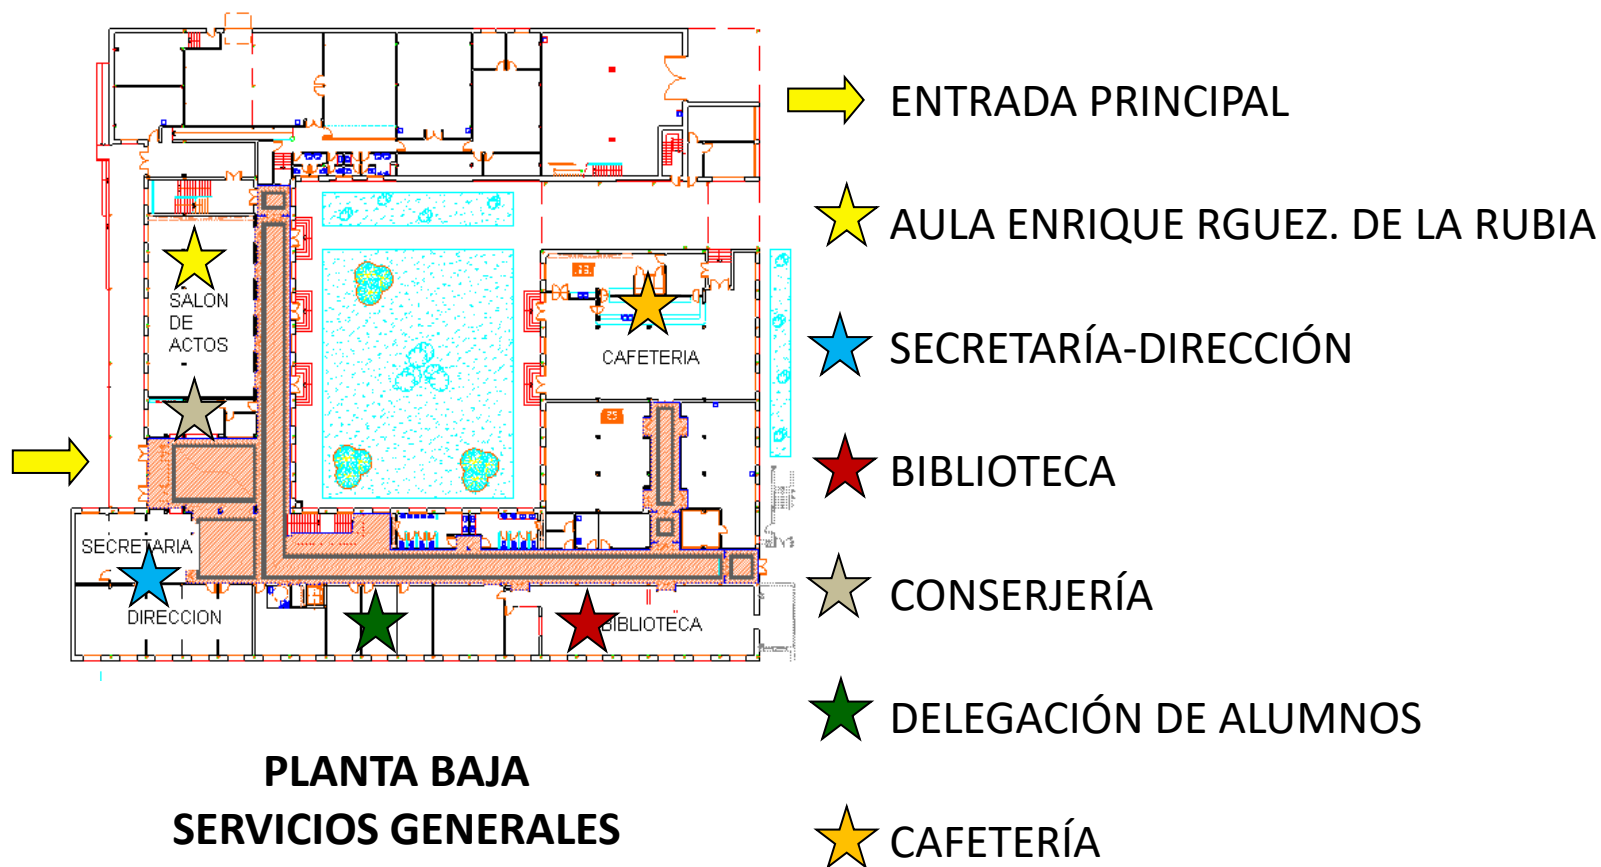 ENTRADA PRINCIPAL
AULA ENRIQUE RGUEZ. DE LA RUBIA
SALON
DE
ACTOS
CAFETERIA
SECRETARÍA-DIRECCIÓN
BIBLIOTECA
SECRETARIA
CONSERJERÍA
DIRECCION
BIBLIOTECA
DELEGACIÓN DE ALUMNOS
PLANTA BAJA
SERVICIOS GENERALES
CAFETERÍA